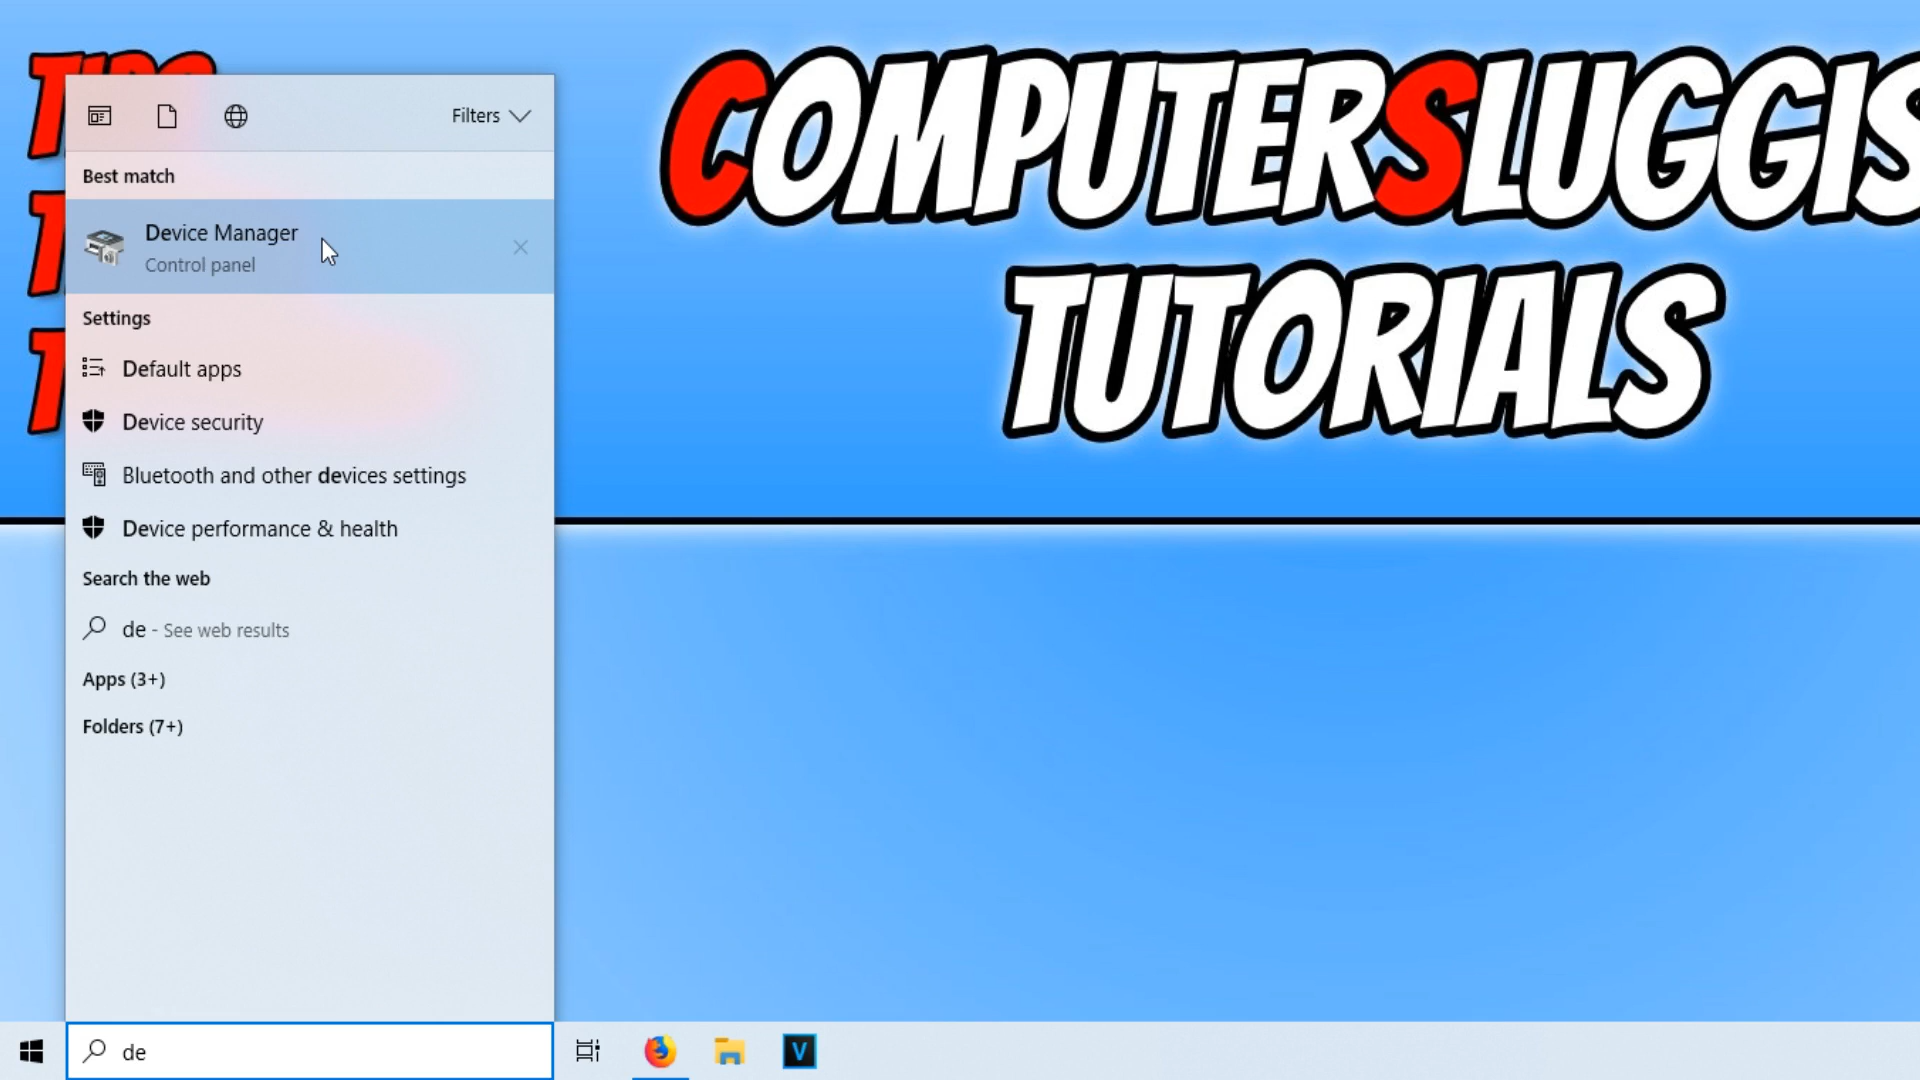 TIPS
COMPUTERSLUGGIS
TUTORIALS
Filters
Best match
Device Manager
Control panel
Settings
Default apps
Device security
Bluetooth and other devices settings
Device performance & health
Search the web
de - See web results
Apps (3+)
Folders (7+)
de
V